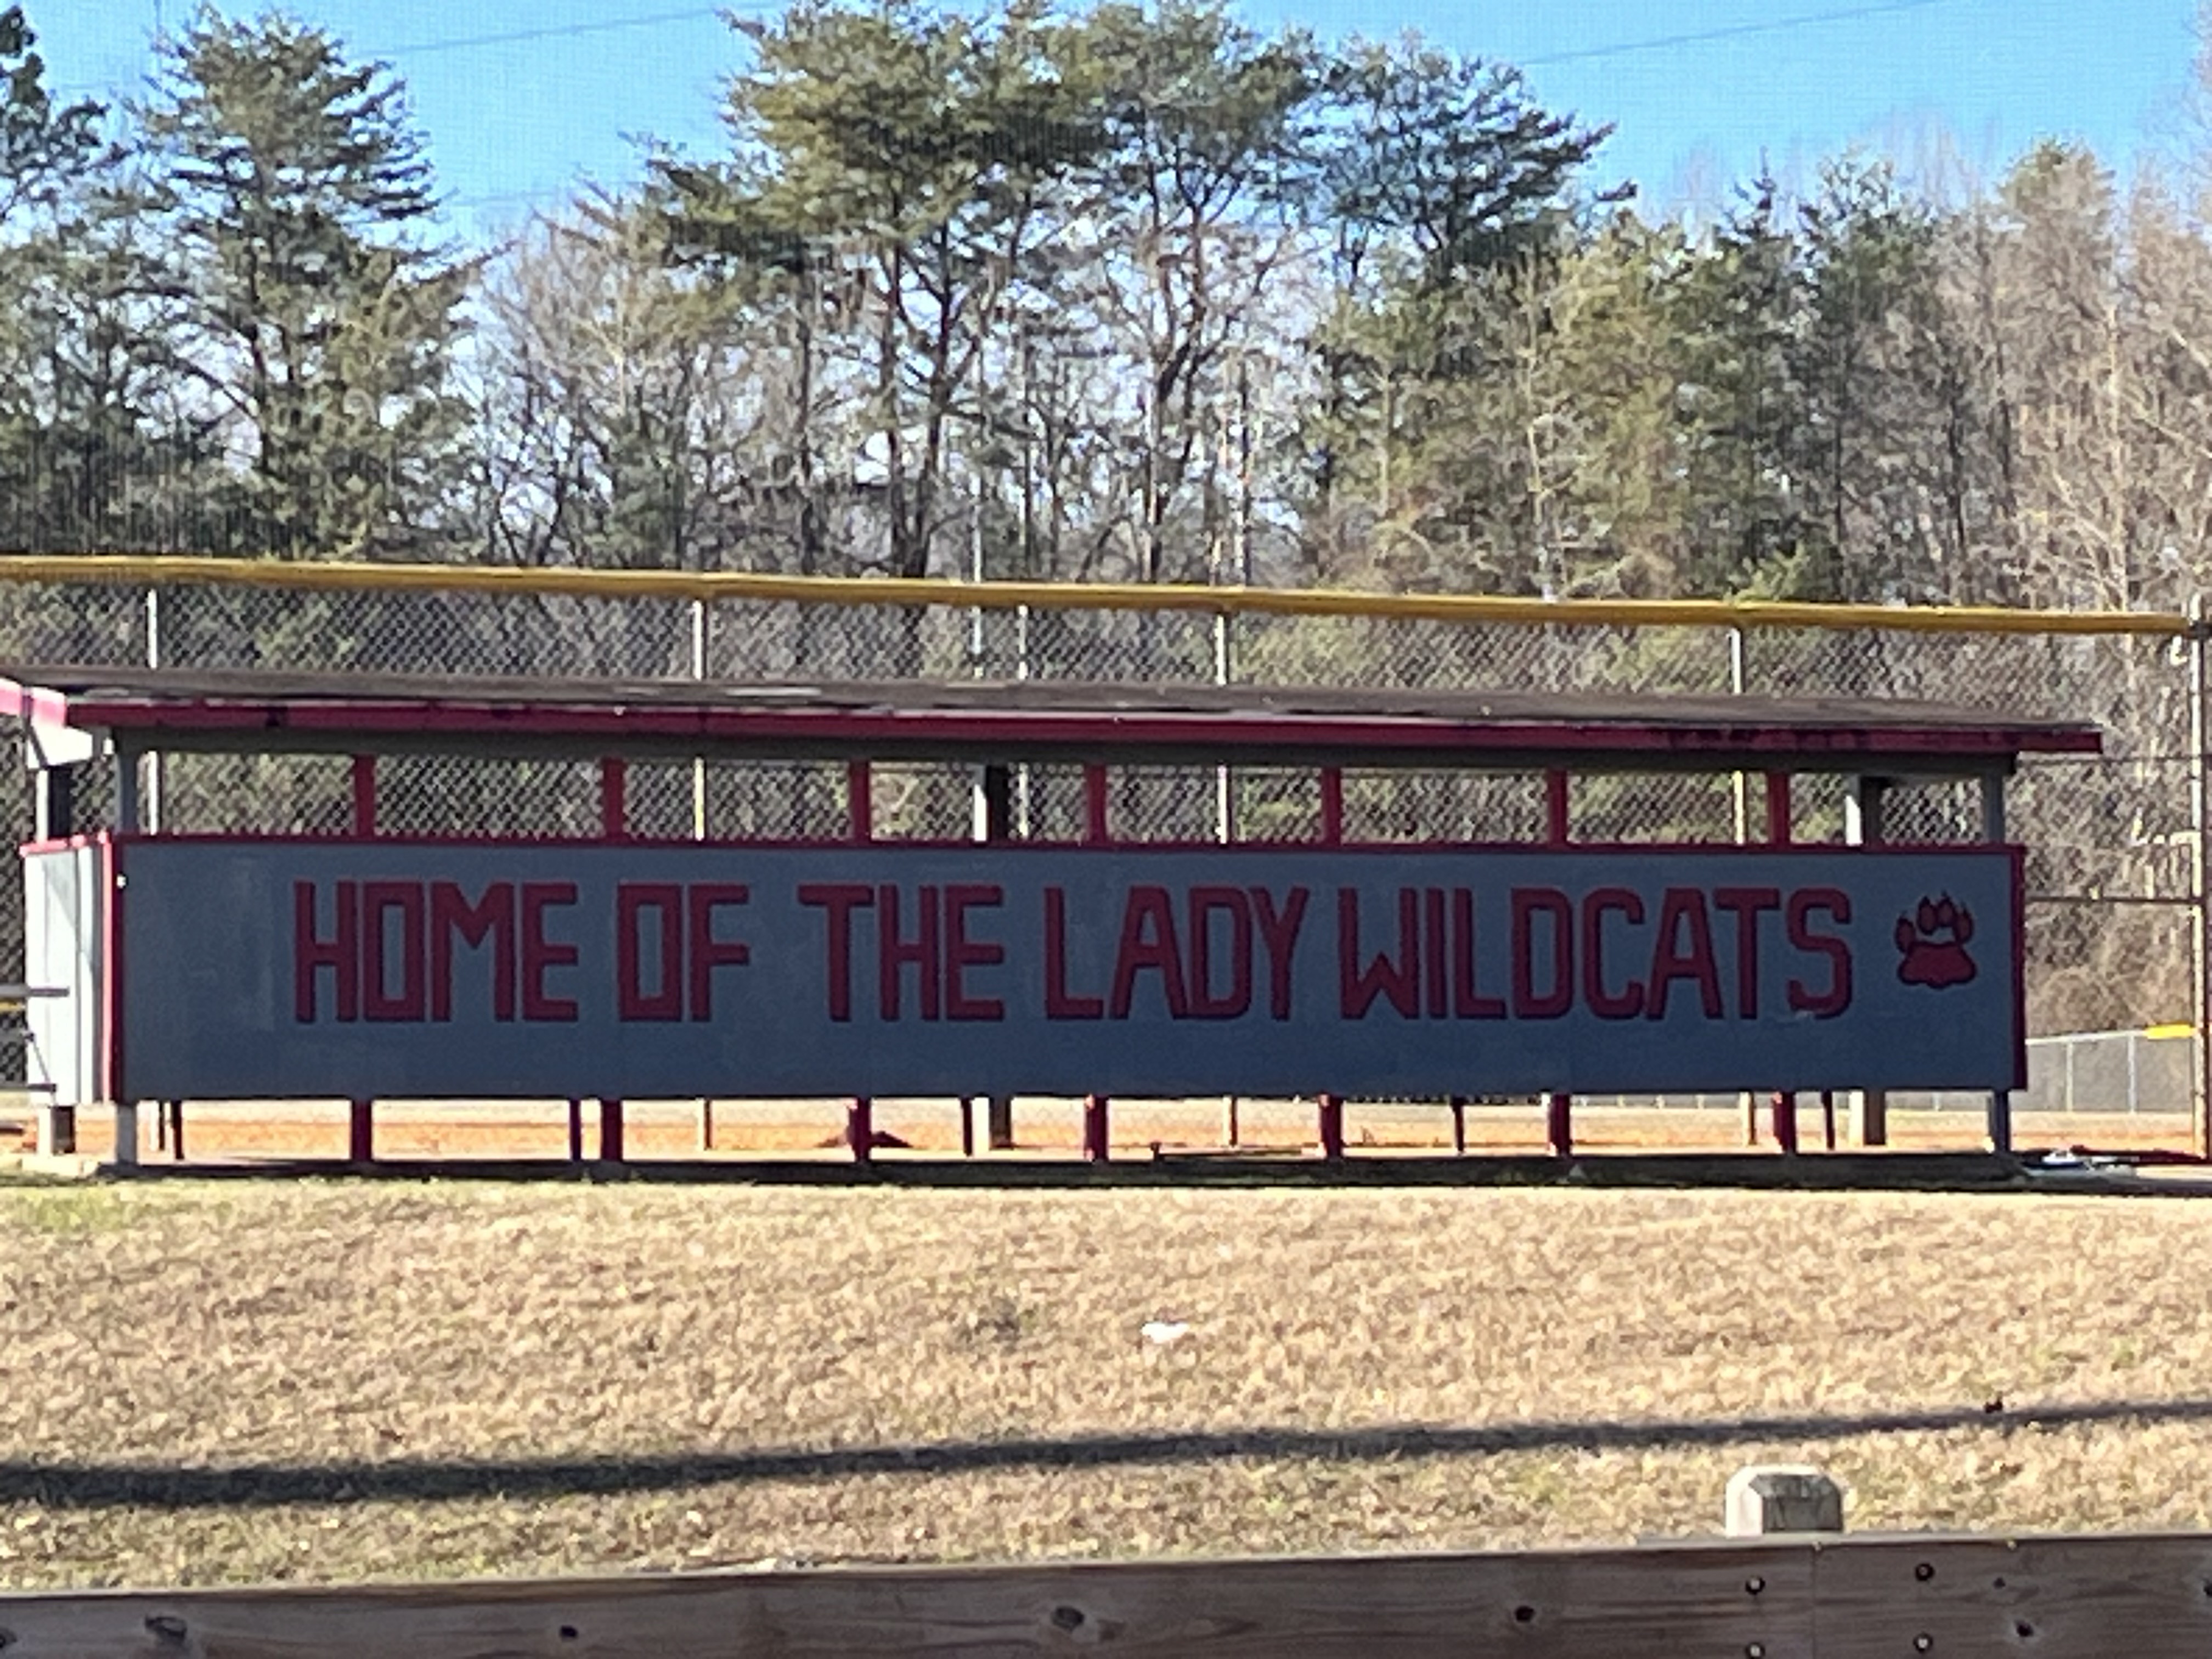 HOME OF THE LADY WILDCATS